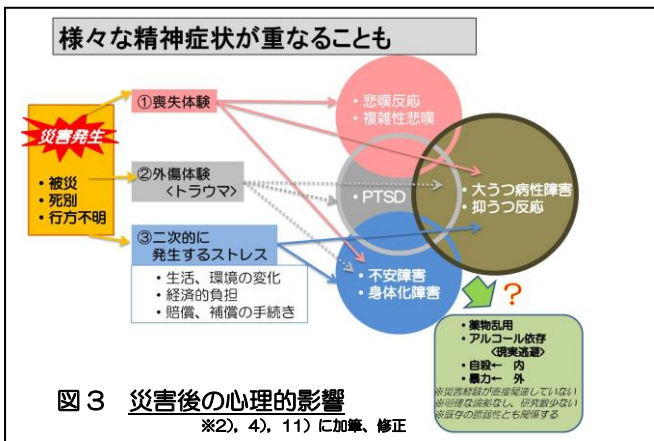 様々な精神症状が重なることも
災害発生
・被災
・死別
・行方不明
①喪失体験
②外傷体験
<トラウマ>
③二次的に
発生するストレス
・生活、環境の変化
・経済的負担
・賠償、補償の手続き
・悲嘆反応
・複雑性悲嘆
・PTSD
・大うつ病性障害
・抑うつ反応
・不安障害
・身体化障害
?
・薬物乱用
・アルコール依存
<現実逃避>
・自殺← 内
・暴力← 外
※災害経験が直接関連していない
※明確な論拠なし、研究数少ない
※既存の脆弱性とも関係する
図3 災害後の心理的影響
※2),4),11)に加筆、修正